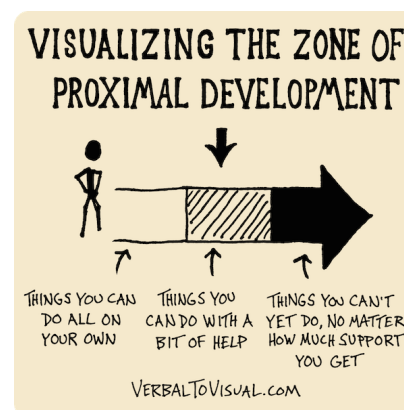 VISUALIZING THE ZONE OF
PROXIMAL DEVELOPMENT
THINGS YOU CAN
DO ALL ON
YOUR OWN
THINGS YOU
CAN DO WITH A
BIT OF HELP
THINGS YOU CAN'T
YET DO, NO MATTER
HOW MUCH SUPPORT
YOU GET
VERBALTOVISUAL.COM